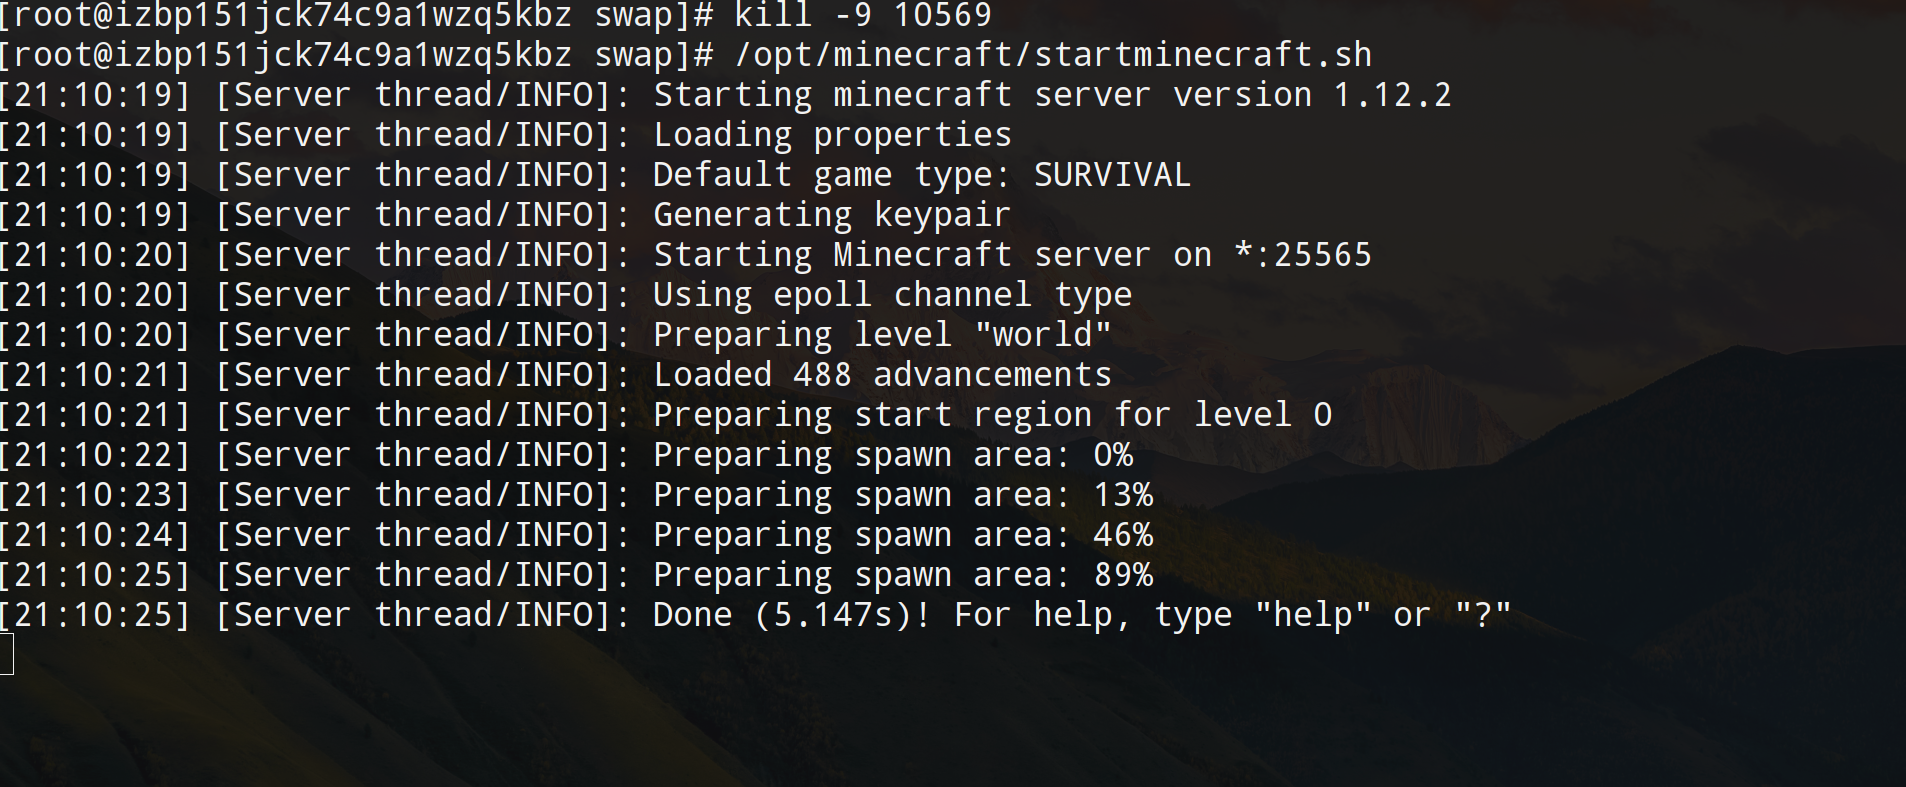 [root@izbp151jck74c9a1wzq5kbz swap]# kill -9 10569
[root@izbp151jck74c9a1wzq5kbz swap]# /opt/minecraft/startminecraft.sh
[21:10:19] [Server thread/INFO]: Starting minecraft server version 1.12.2
[21:10:19] [Server thread/INFO]: Loading properties
[21:10:19] [Server thread/INFO]: Default game type: SURVIVAL
[21:10:19] [Server thread/INFO]: Generating keypair
[21:10:20] [Server thread/INFO]: Starting Minecraft server on *:25565
[21:10:20] [Server thread/INFO]: Using epoll channel type
[21:10:20] [Server thread/INFO]: Preparing level "world"
[21:10:21] [Server thread/INFO]: Loaded 488 advancements
[21:10:21] [Server thread/INFO]: Preparing start region for level 0
[21:10:22] [Server thread/INFO]: Preparing spawn area: 0%
[21:10:23] [Server thread/INFO]: Preparing spawn area: 13%
[21:10:24] [Server thread/INFO]: Preparing spawn area: 46%
[21:10:25] [Server thread/INFO]: Preparing spawn area: 89%
[21:10:25] [Server thread/INFO]: Done (5.147s)! For help, type "help" or "?"